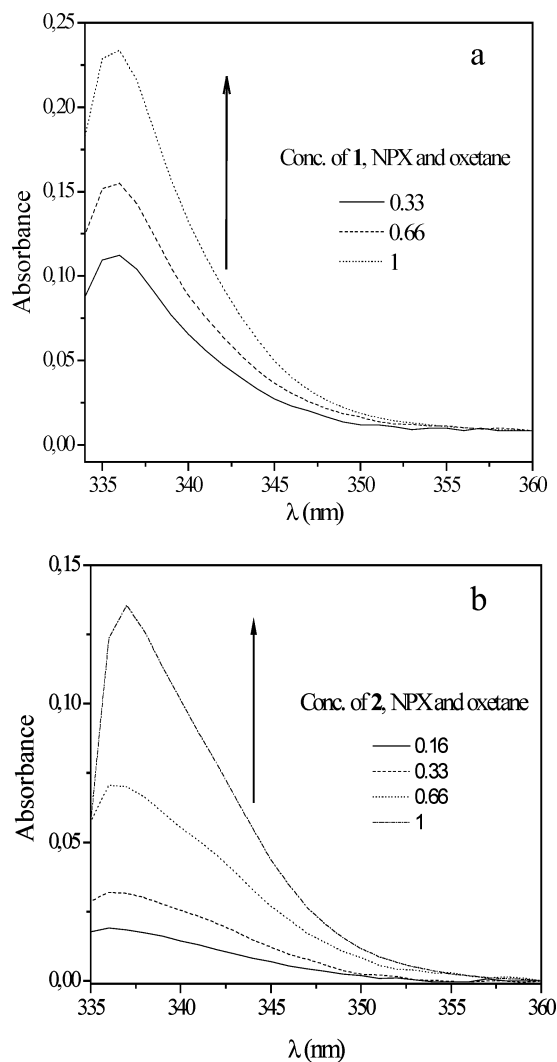 a
0,25
0,20
0,15
0,10
0,05
0,00
Absorbance
Conc. of 1, NPX and oxetane
0.33
0.66
1
335 340 345 350 355 360
λ (nm)
b
0,15
0,10
0,05
0,00
Absorbance
Conc. of 2, NPX and oxetane
0.16
0.33
0.66
1
335 340 345 350 355 360
λ (nm)